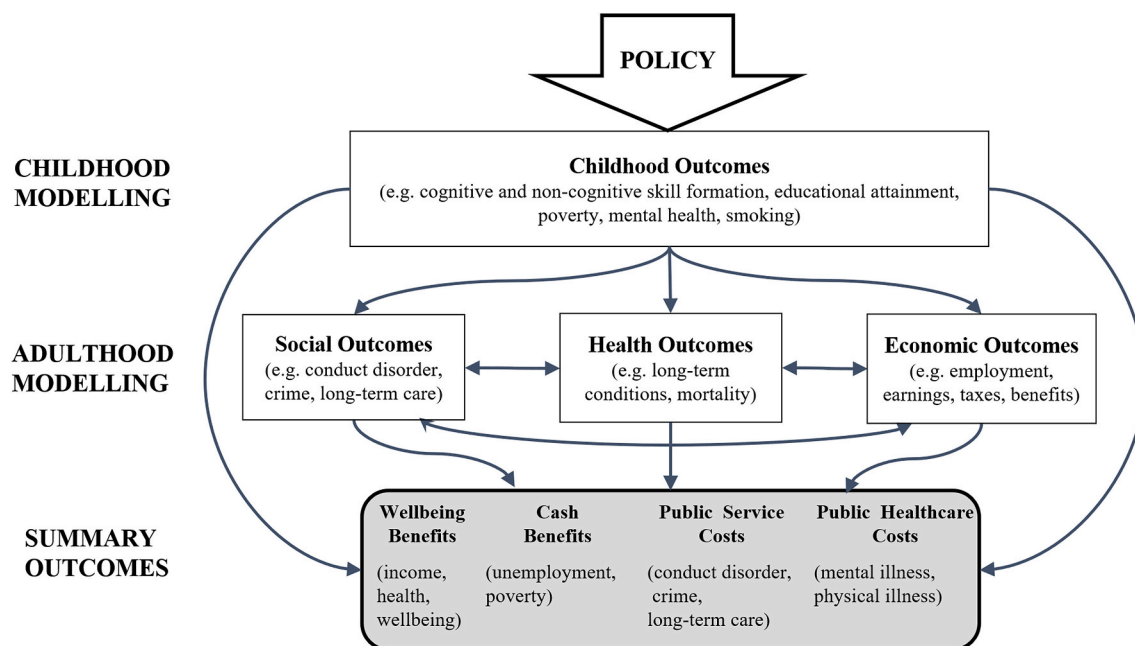 POLICY
CHILDHOOD
MODELLING
Childhood Outcomes
(e.g. cognitive and non-cognitive skill formation, educational attainment,
poverty, mental health, smoking)
ADULTHOOD
MODELLING
Social Outcomes
(e.g. conduct disorder,
crime, long-term care)
Health Outcomes
(e.g. long-term
conditions, mortality)
Economic Outcomes
(e.g. employment,
earnings, taxes, benefits)
SUMMARY
OUTCOMES
Wellbeing
Benefits
(income,
health,
wellbeing)
Cash
Benefits
(unemployment,
poverty)
Public Service
Costs
(conduct disorder,
crime,
long-term care)
Public Healthcare
Costs
(mental illness,
physical illness)